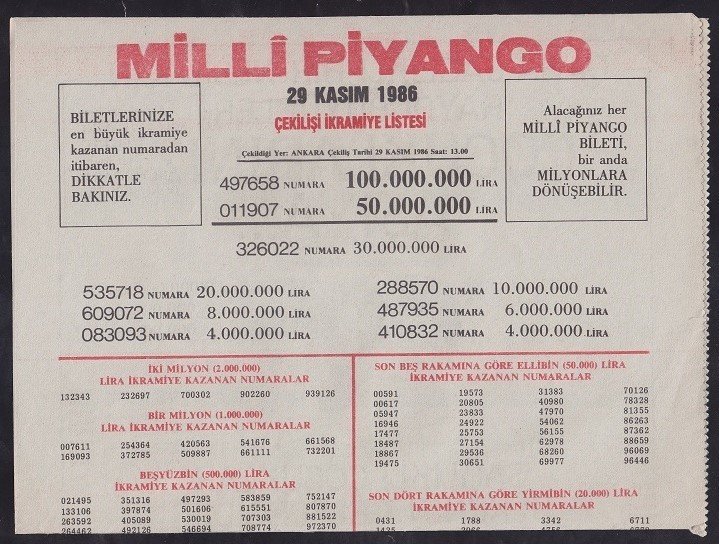 MİLLÎ PİYANGO
29 KASIM 1986
ÇEKİLİŞİ İKRAMİYE LİSTESİ
BİLETLERİNİZE
en büyük ikramiye
kazanan numaradan
itibaren,
DİKKATLE
BAKINIZ.
Alacağınız her
MİLLÎ PİYANGO
BİLETİ,
bir anda
MİLYONLARA
DÖNÜŞEBİLİR.
Çekildiği Yer: ANKARA Çekiliş Tarihi 29 KASIM 1986 Saat: 13.00
497658 NUMARA 100.000.000 LİRA
011907 NUMARA 50.000.000 LİRA
326022 NUMARA 30.000.000 LİRA
535718 NUMARA 20.000.000 LİRA
609072 NUMARA 8.000.000 LİRA
083093 NUMARA 4.000.000 LİRA
288570 NUMARA 10.000.000 LİRA
487935 NUMARA 6.000.000 LİRA
410832 NUMARA 4.000.000 LİRA
İKİ MİLYON (2.000.000)
LİRA İKRAMİYE KAZANAN NUMARALAR
132343 232697 700302 902260 939126
BİR MİLYON (1.000.000)
LİRA İKRAMİYE KAZANAN NUMARALAR
007611 254364 420563 541676 661568
169093 372785 509887 661111 732201
BEŞYÜZBİN (500.000) LİRA
İKRAMİYE KAZANAN NUMARALAR
021495 351316 497293 583859 752147
133106 397874 501606 615551 807870
263592 405089 530019 707303 881522
264462 492126 546694 708774 972370
SON BEŞ RAKAMINA GÖRE ELLİBİN (50.000) LİRA
İKRAMİYE KAZANAN NUMARALAR
00591 19573 31383 70126
00617 20805 40980 78328
05947 23833 47970 81355
16946 24922 54062 86263
17477 25753 56155 87362
18487 27154 62978 88659
18867 29536 68260 96069
19475 30651 69977 96446
SON DÖRT RAKAMINA GÖRE YİRMİBİN (20.000) LİRA
İKRAMİYE KAZANAN NUMARALAR
0431 1788 3342 6711